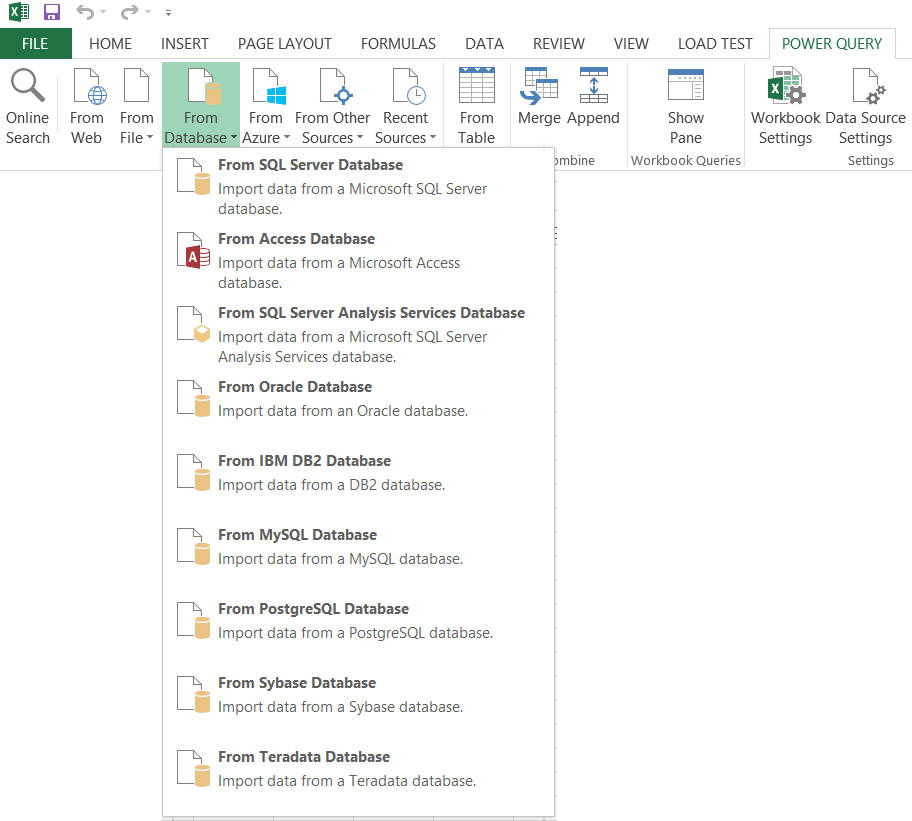 FILE HOME INSERT PAGE LAYOUT FORMULAS DATA REVIEW VIEW LOAD TEST POWER QUERY
Online Search
From Web
From File
From Database
From Azure
From Other Sources
Recent Sources
From Table
Merge
Append
Show Pane
Workbook Settings
Data Source Settings
ombine
Workbook Queries
Settings
From SQL Server Database
Import data from a Microsoft SQL Server
database.
From Access Database
Import data from a Microsoft Access
database.
From SQL Server Analysis Services Database
Import data from a Microsoft SQL Server
Analysis Services database.
From Oracle Database
Import data from an Oracle database.
From IBM DB2 Database
Import data from a DB2 database.
From MySQL Database
Import data from a MySQL database.
From PostgreSQL Database
Import data from a PostgreSQL database.
From Sybase Database
Import data from a Sybase database.
From Teradata Database
Import data from a Teradata database.